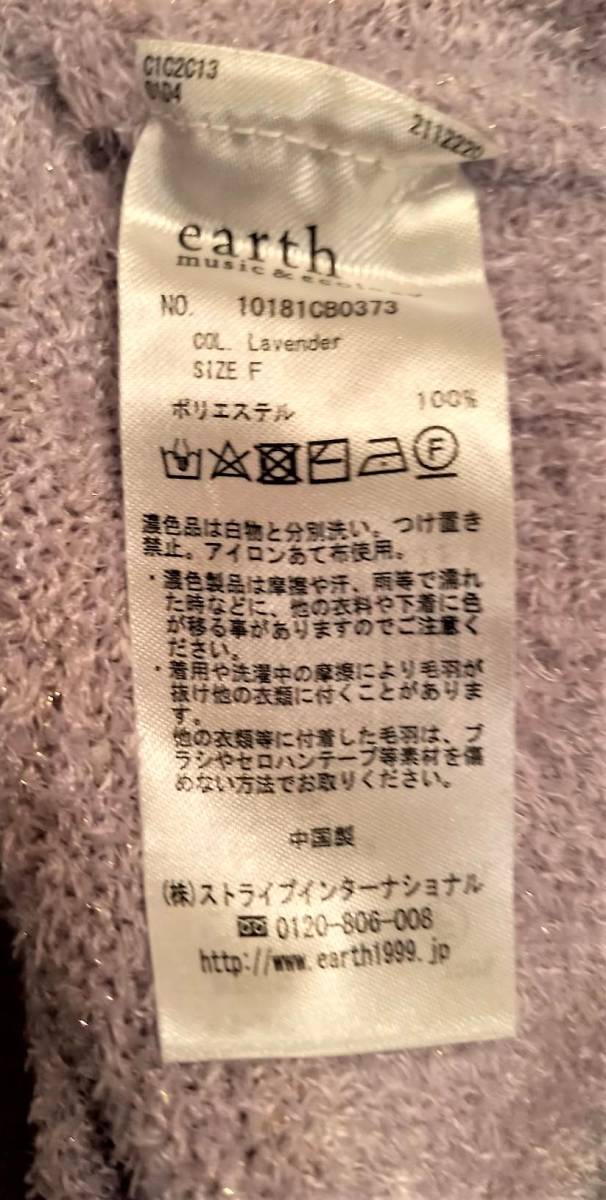 C1C2C13
0104
2112220
earth
music & ecology
NO. 10181CB0373
COL. Lavender
SIZE F
ポリエステル 100%
F
濃色品は白物と分別洗い。つけ置き
禁止。アイロンあて布使用。
・濃色製品は摩擦や汗、雨等で濡れ
た時などに、他の衣料や下着に色
が移る事がありますのでご注意く
ださい。
・着用や洗濯中の摩擦により毛羽が
抜け他の衣類に付くことがありま
す。
他の衣類等に付着した毛羽は、ブ
ラシやセロハンテープ等素材を傷
めない方法でお取りください。
中国製
(株)ストライプインターナショナル
0120-806-008
http://www.earth1999.jp